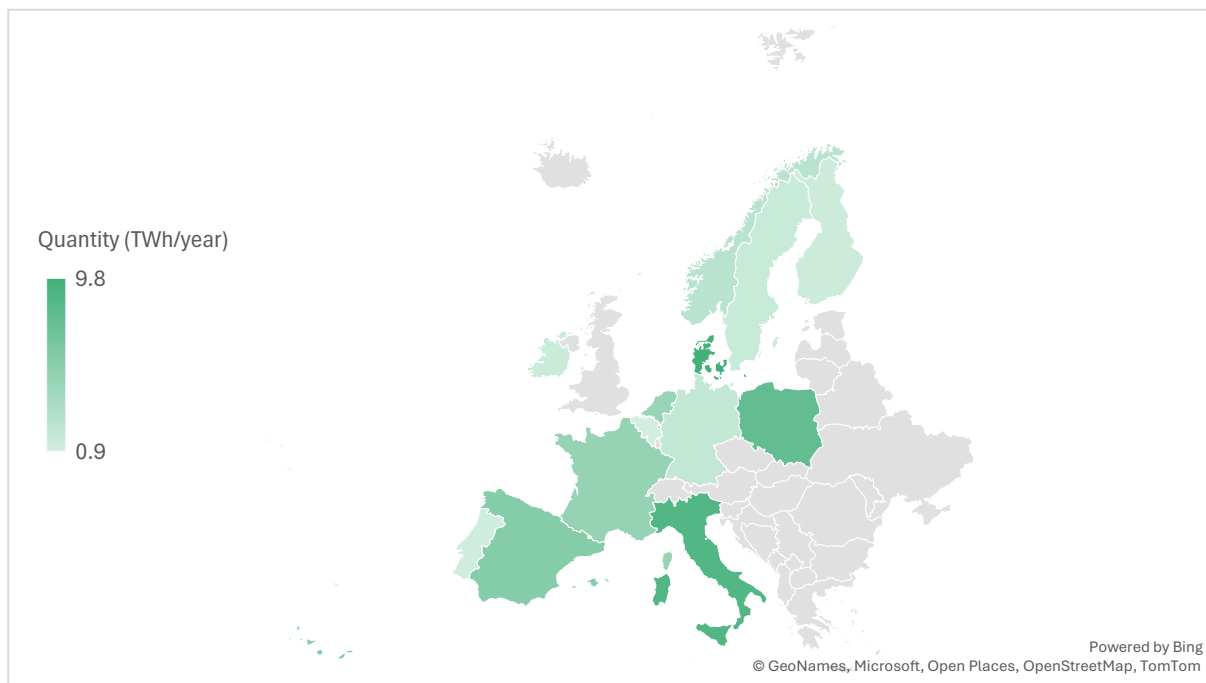 Quantity (TWh/year)
9.8
0.9
Powered by Bing
© GeoNames, Microsoft, Open Places, OpenStreetMap, TomTom